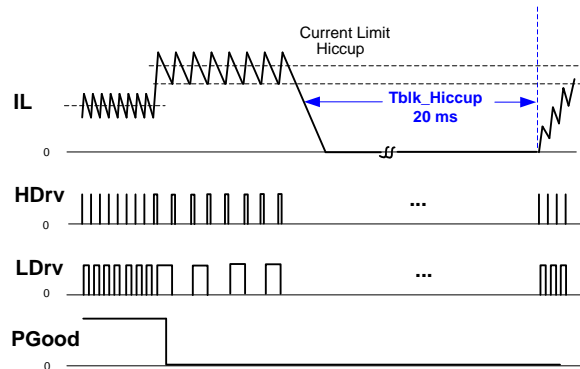 Current Limit
Hiccup
IL
Tblk_Hiccup
20 ms
0
HDrv
...
0
LDrv
...
0
PGood
0